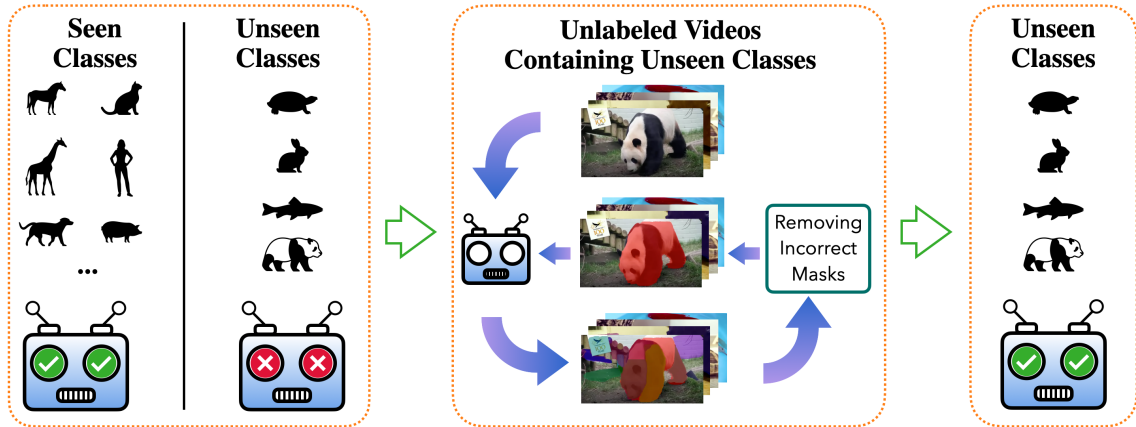 Seen
Classes
Unseen
Classes
...
Unlabeled Videos
Containing Unseen Classes
Removing
Incorrect
Masks
Unseen
Classes